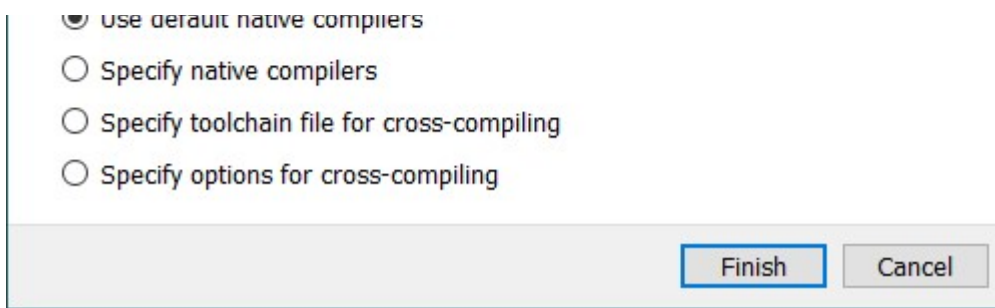 Use default native compilers
Specify native compilers
Specify toolchain file for cross-compiling
Specify options for cross-compiling
Finish Cancel